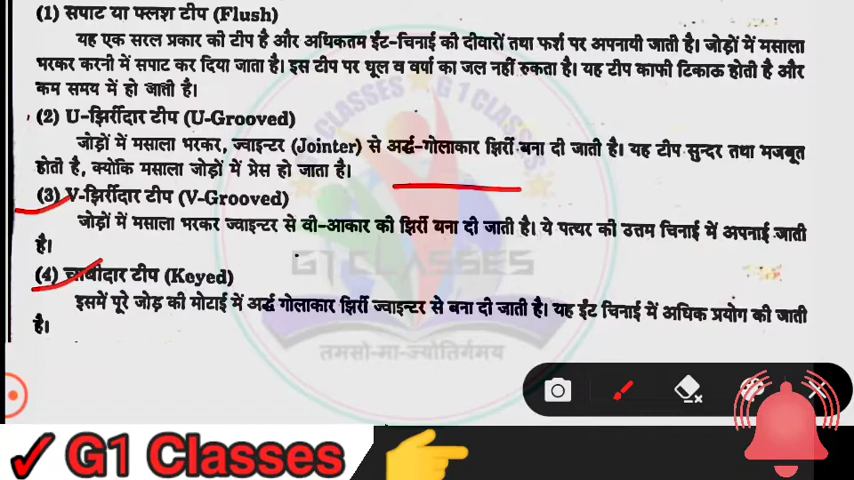 (1) सपाट या फ्लश टीप (Flush)
यह एक सरल प्रकार की टीप है और अधिकतम ईंट-चिनाई की दीवारों तथा फर्श पर अपनायी जाती है। जोड़ों में मसाला
भरकर करनी में सपाट कर दिया जाता है। इस टीप पर धूल व वर्षा का जल नहीं रुकता है। यह टीप काफी टिकाऊ होती है और
कम समय में हो जाती है।
(2) U-झिर्रीदार टीप (U-Grooved)
जोड़ों में मसाला भरकर, ज्वाइन्टर (Jointer) से अर्द्ध-गोलाकार झिर्री बना दी जाती है। यह टीप सुन्दर तथा मजबूत
होती है, क्योंकि मसाला जोड़ों में प्रेस हो जाता है।
(3) V-झिर्रीदार टीप (V-Grooved)
जोड़ों में मसाला भरकर ज्वाइन्टर से वी-आकार की झिर्री बना दी जाती है। ये पत्थर की उत्तम चिनाई में अपनाई जाती
है।
(4) चाबीदार टीप (Keyed)
इसमें पूरे जोड़ की मोटाई में अर्द्ध गोलाकार झिर्री ज्वाइन्टर से बना दी जाती है। यह ईंट चिनाई में अधिक प्रयोग की जाती
है।
G1 CLASSES
तमसो-मा-ज्योतिर्गमय
G1 Classes